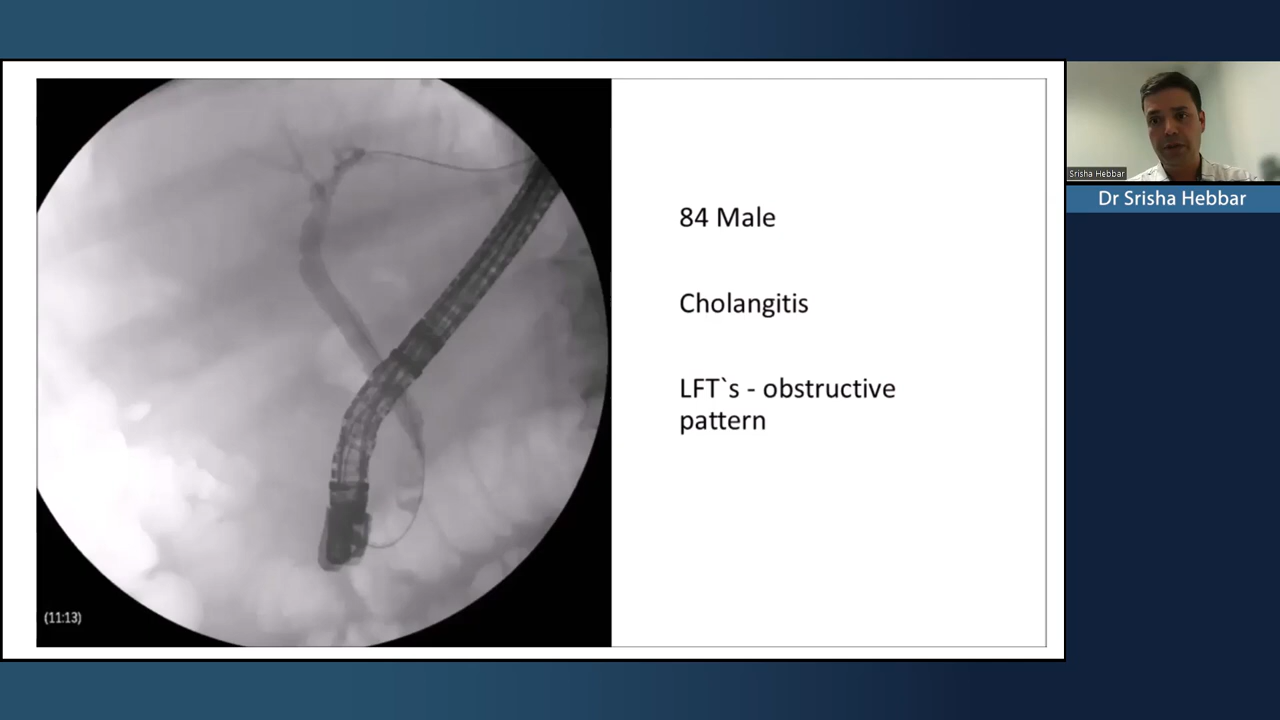 84 Male
Cholangitis
LFT`s - obstructive
pattern
(11:13)
Srisha Hebbar
Dr Srisha Hebbar